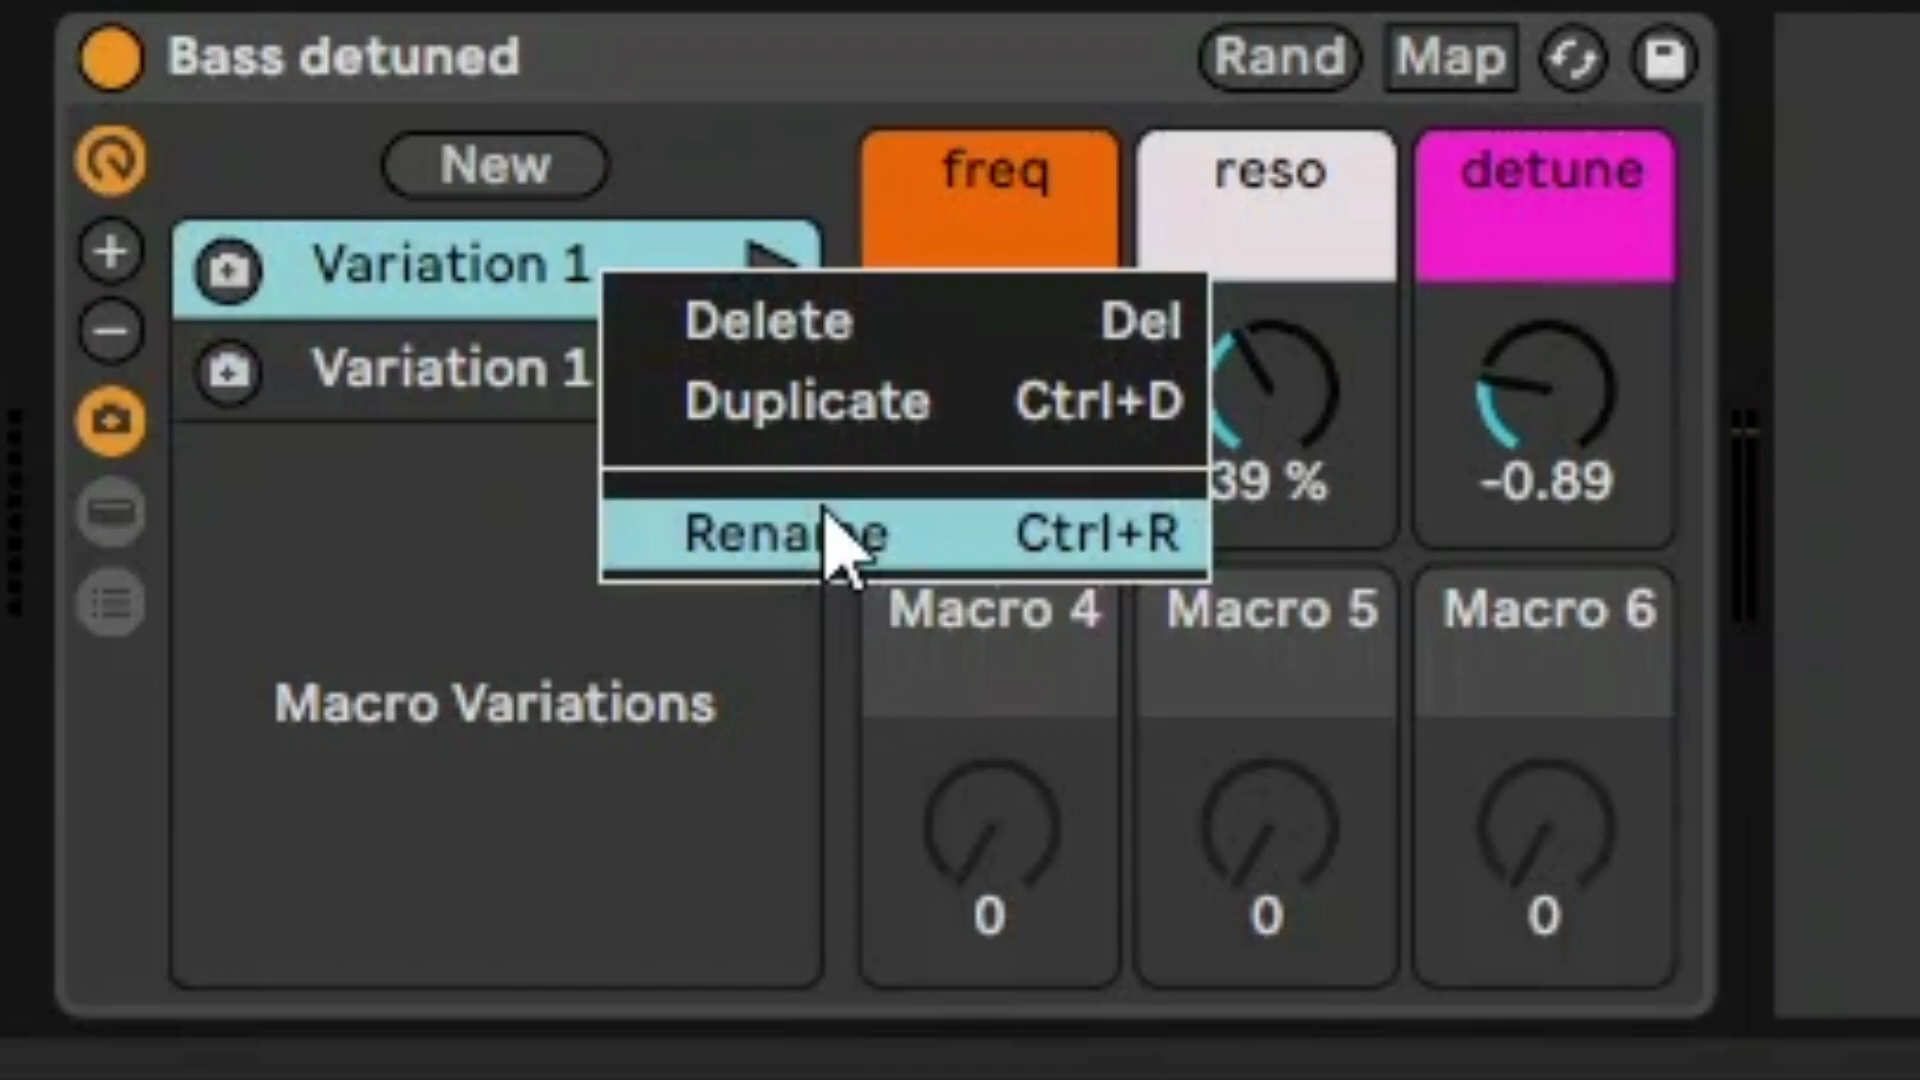 Bass detuned
Rand
Map
New
freq
reso
detune
Variation 1
Variation 1
Delete Del
Duplicate Ctrl+D
Rename Ctrl+R
39 %
-0.89
Macro Variations
Macro 4
Macro 5
Macro 6
0
0
0